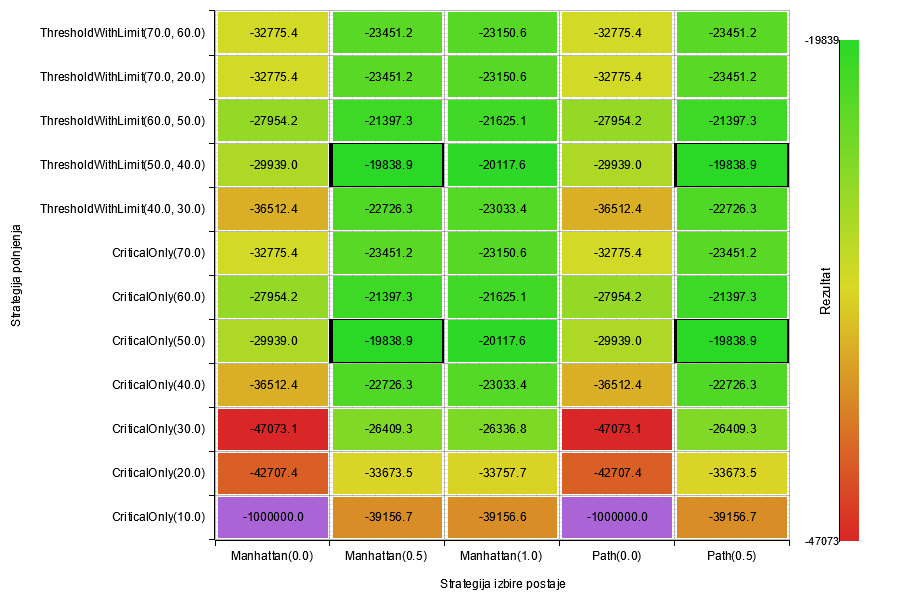 ThresholdWithLimit(70.0, 60.0) -32775.4 -23451.2 -23150.6 -32775.4 -23451.2
ThresholdWithLimit(70.0, 20.0) -32775.4 -23451.2 -23150.6 -32775.4 -23451.2
ThresholdWithLimit(60.0, 50.0) -27954.2 -21397.3 -21625.1 -27954.2 -21397.3
ThresholdWithLimit(50.0, 40.0) -29939.0 -19838.9 -20117.6 -29939.0 -19838.9
ThresholdWithLimit(40.0, 30.0) -36512.4 -22726.3 -23033.4 -36512.4 -22726.3
CriticalOnly(70.0) -32775.4 -23451.2 -23150.6 -32775.4 -23451.2
CriticalOnly(60.0) -27954.2 -21397.3 -21625.1 -27954.2 -21397.3
CriticalOnly(50.0) -29939.0 -19838.9 -20117.6 -29939.0 -19838.9
CriticalOnly(40.0) -36512.4 -22726.3 -23033.4 -36512.4 -22726.3
CriticalOnly(30.0) -47073.1 -26409.3 -26336.8 -47073.1 -26409.3
CriticalOnly(20.0) -42707.4 -33673.5 -33757.7 -42707.4 -33673.5
CriticalOnly(10.0) -1000000.0 -39156.7 -39156.6 -1000000.0 -39156.7
Manhattan(0.0) Manhattan(0.5) Manhattan(1.0) Path(0.0) Path(0.5)
Strategija izbire postaje
Strategija polnjenja
-19839
Rezultat
-47073